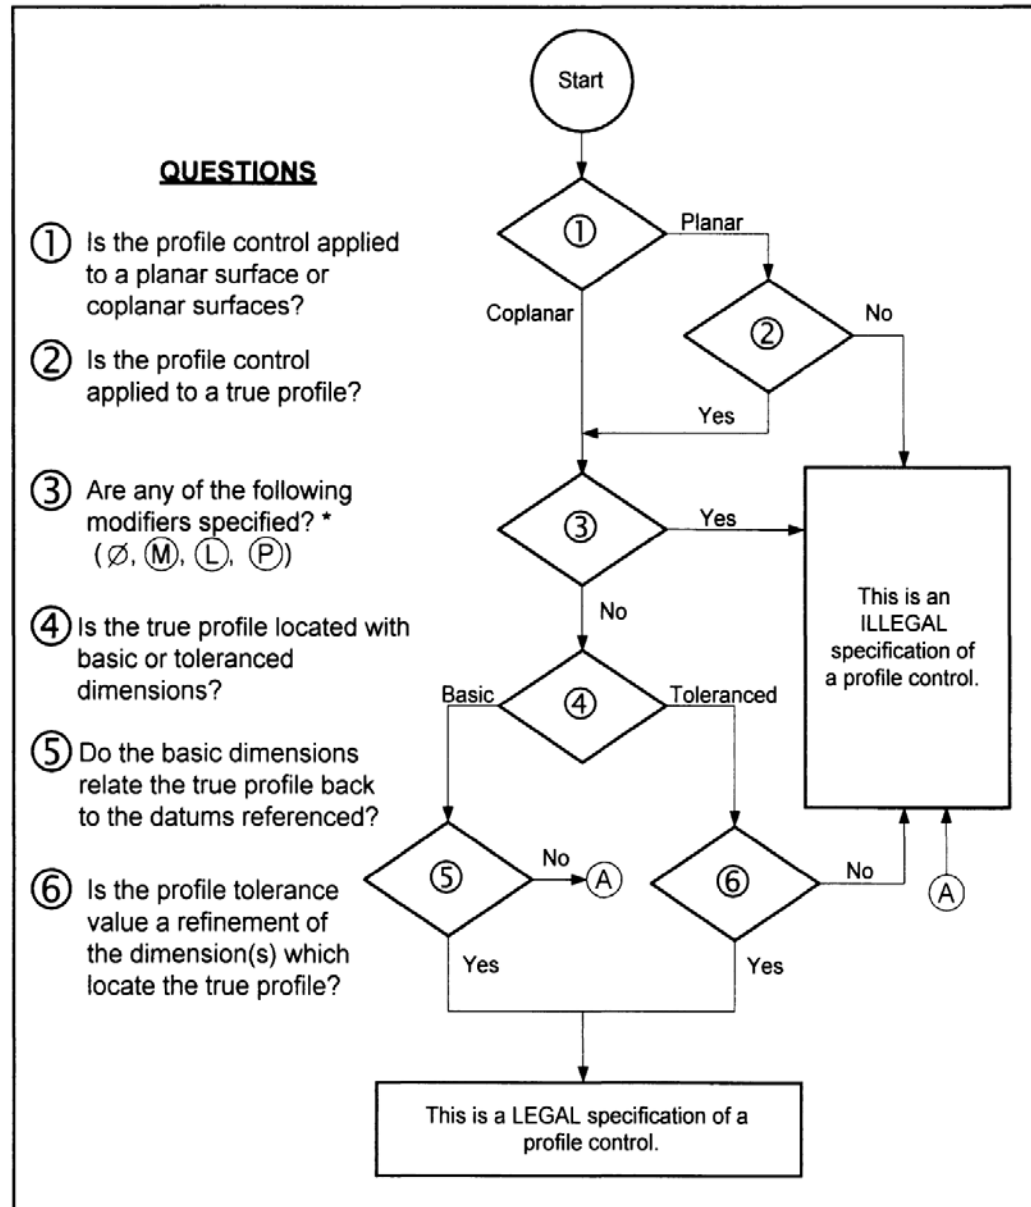 Start
QUESTIONS
① Is the profile control applied
to a planar surface or
coplanar surfaces?
② Is the profile control
applied to a true profile?
③ Are any of the following
modifiers specified? *
(∅, Ⓜ, Ⓛ, Ⓟ)
④ Is the true profile located with
basic or toleranced
dimensions?
⑤ Do the basic dimensions
relate the true profile back
to the datums referenced?
⑥ Is the profile tolerance
value a refinement of
the dimension(s) which
locate the true profile?
①
Planar
Coplanar
②
No
Yes
③
Yes
No
This is an
ILLEGAL
specification of
a profile control.
Basic
④
Toleranced
⑤
No
Ⓐ
⑥
No
Ⓐ
Yes
Yes
This is a LEGAL specification of a
profile control.